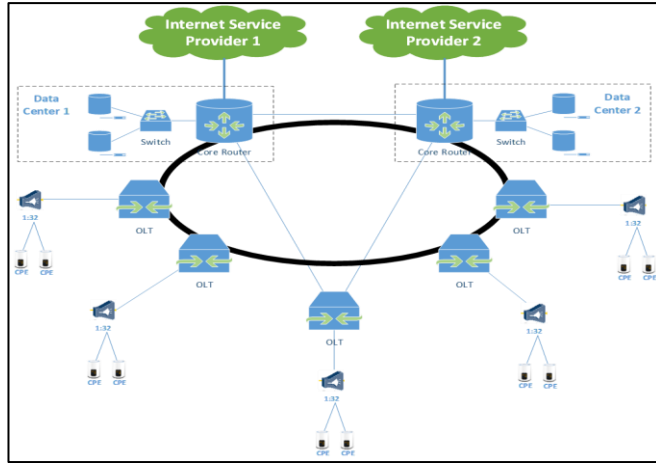 Internet Service
Provider 1
Internet Service
Provider 2
Data
Center 1
Switch
Core Router
Core Router
Switch
Data
Center 2
OLT
OLT
1:32
1:32
CPE
CPE
CPE
CPE
OLT
OLT
1:32
1:32
CPE
CPE
CPE
CPE
OLT
1:32
CPE
CPE